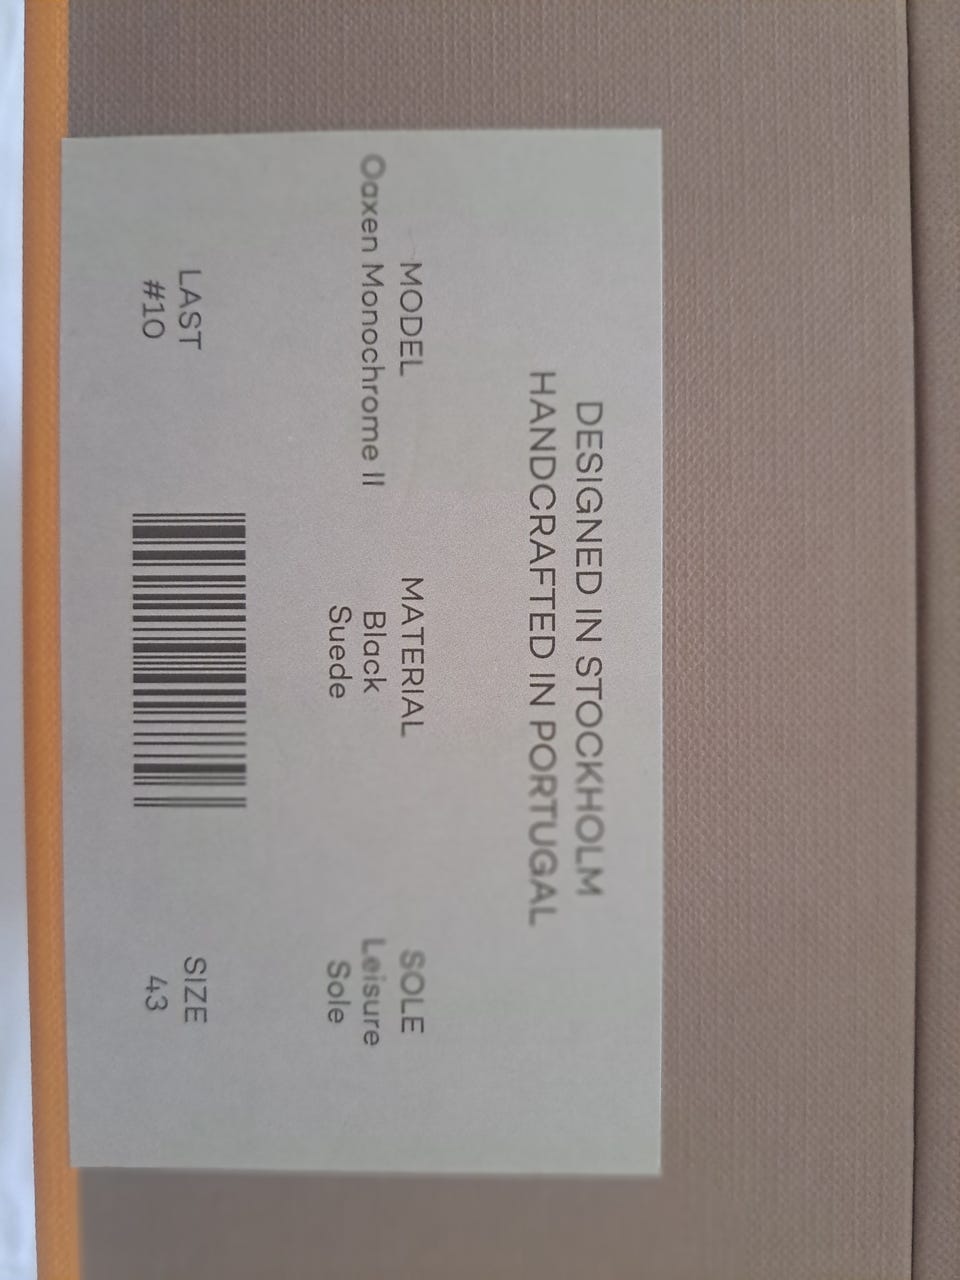 DESIGNED IN STOCKHOLM
HANDCRAFTED IN PORTUGAL
MODEL
Oaxen Monochrome II
MATERIAL
Black
Suede
SOLE
Leisure
Sole
LAST
#10
SIZE
43